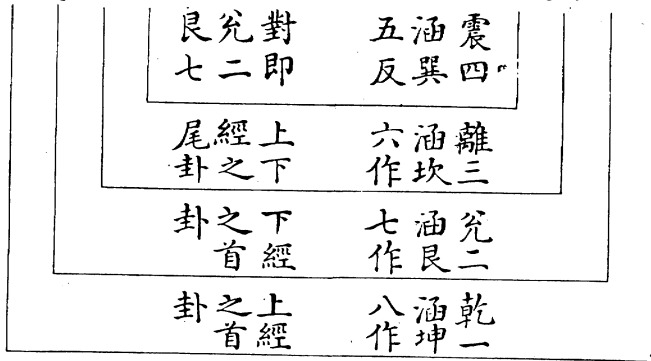 震四
涵巽
五反
對即
兌二
艮七
離三
涵坎
六作
上下
經之
尾卦
兌二
涵艮
七作
下經
之首
卦
乾一
涵坤
八作
上經
之首
卦